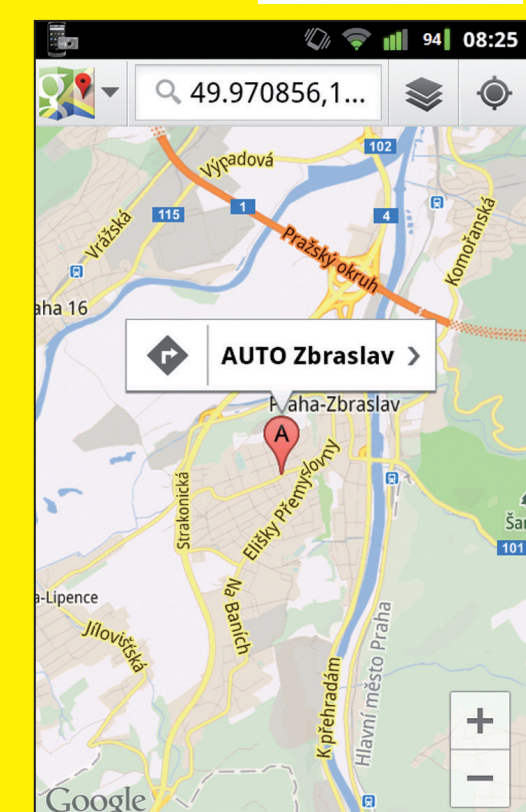 94 08:25
49.970856,1...
102
Výpadová
115
1
4
Vrážská
Komořanská
Pražský okruh
aha 16
AUTO Zbraslav
Praha-Zbraslav
A
Strakonická
Elišky Přemyslovny
Šar
101
a-Lipence
Na Baních
Jílovišťská
K přehradám
Hlavní město Praha
+
−
Google